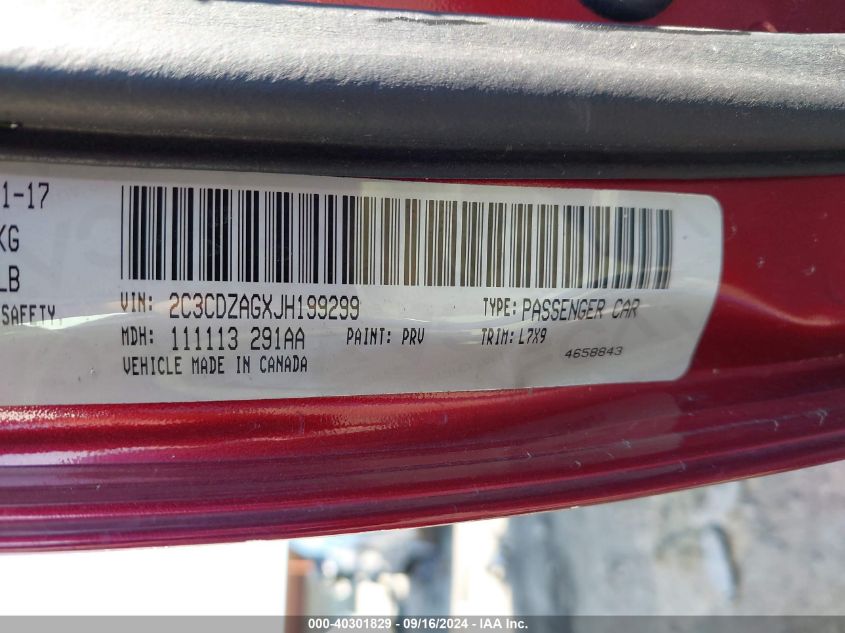 1-17
KG
LB
SAFETY.
VIN: 2C3CDZAGXJH199299 TYPE: PASSENGER CAR
MDH: 111113 291AA PAINT: PRV TRIM: L7X9
VEHICLE MADE IN CANADA 4658843
000-40301829 - 09/16/2024 - IAA Inc.